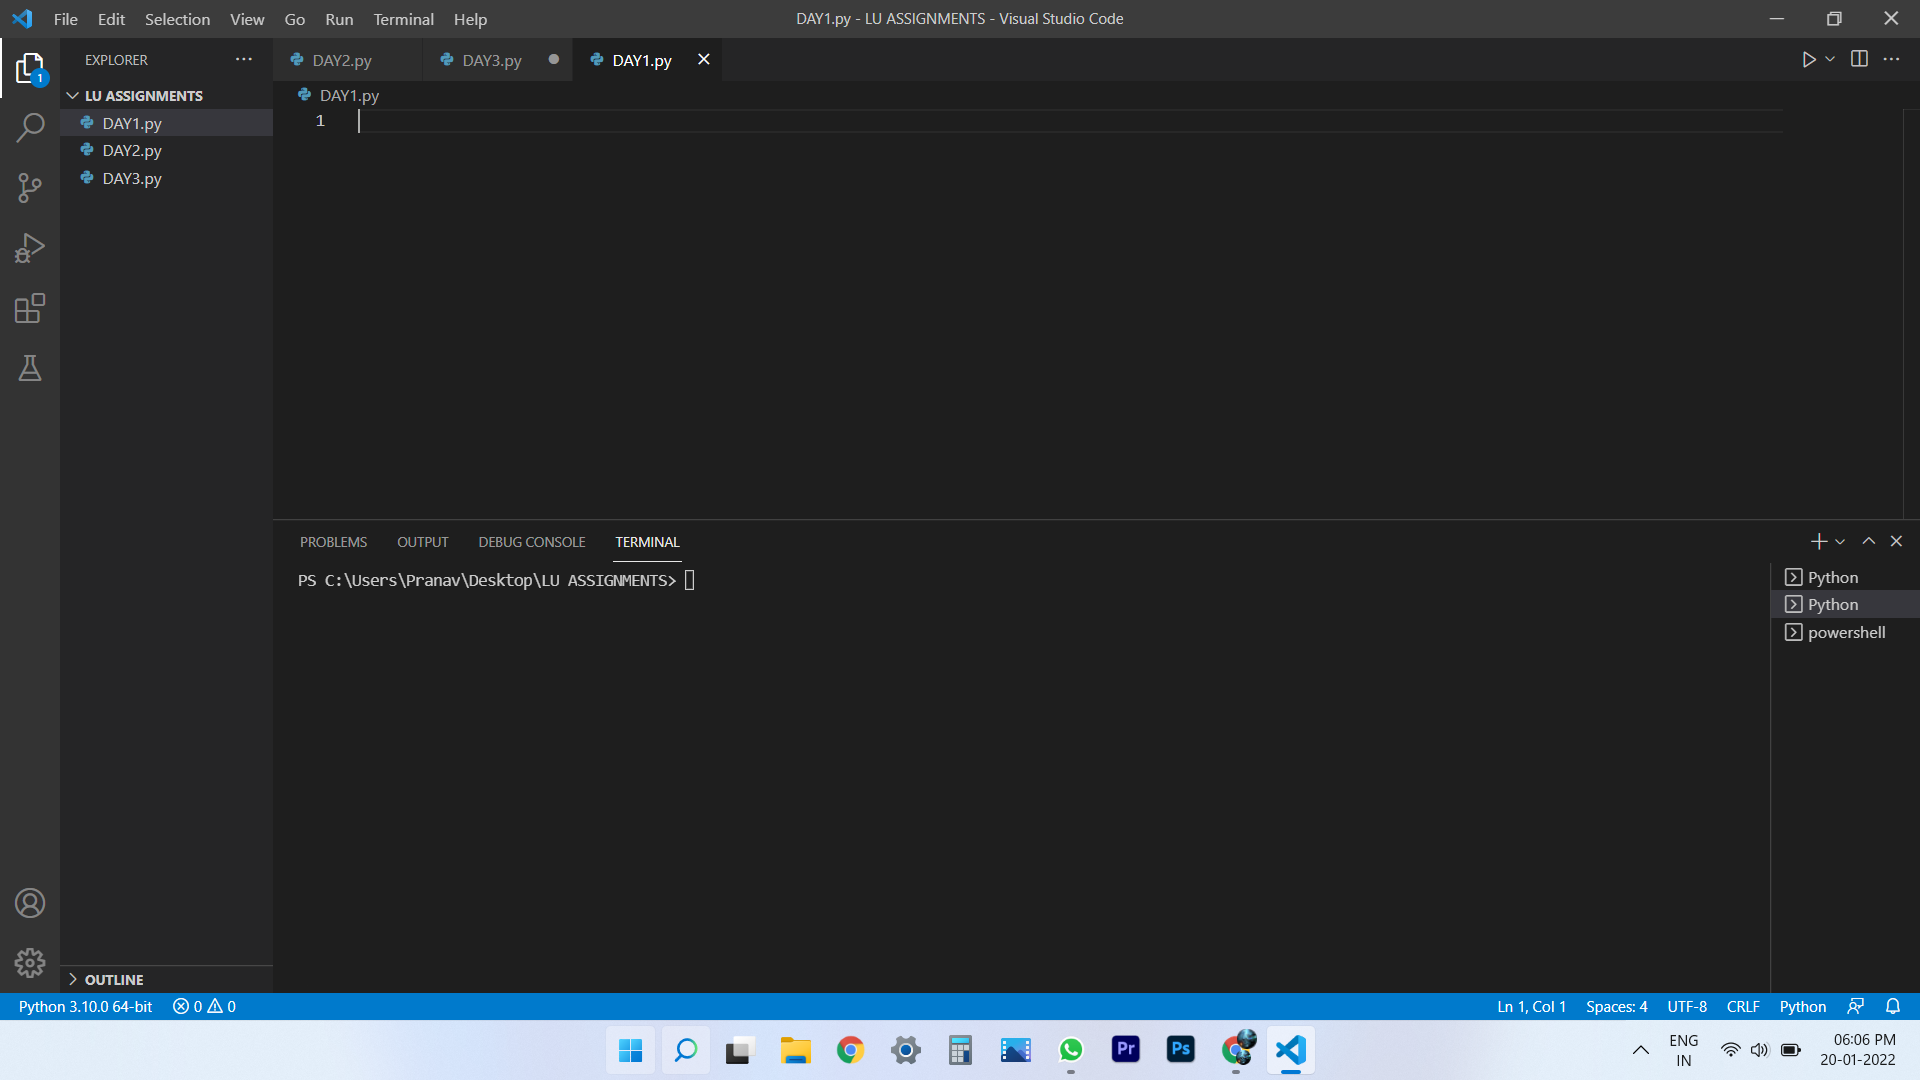 File Edit Selection View Go Run Terminal Help DAY1.py - LU ASSIGNMENTS - Visual Studio Code
EXPLORER
DAY2.py DAY3.py DAY1.py
1
LU ASSIGNMENTS
DAY1.py
DAY2.py
DAY3.py
DAY1.py
1
PROBLEMS OUTPUT DEBUG CONSOLE TERMINAL
PS C:\Users\Pranav\Desktop\LU ASSIGNMENTS>
Python
Python
powershell
OUTLINE
Python 3.10.0 64-bit 0 0 Ln 1, Col 1 Spaces: 4 UTF-8 CRLF Python
Pr Ps
ENG
IN
06:06 PM
20-01-2022